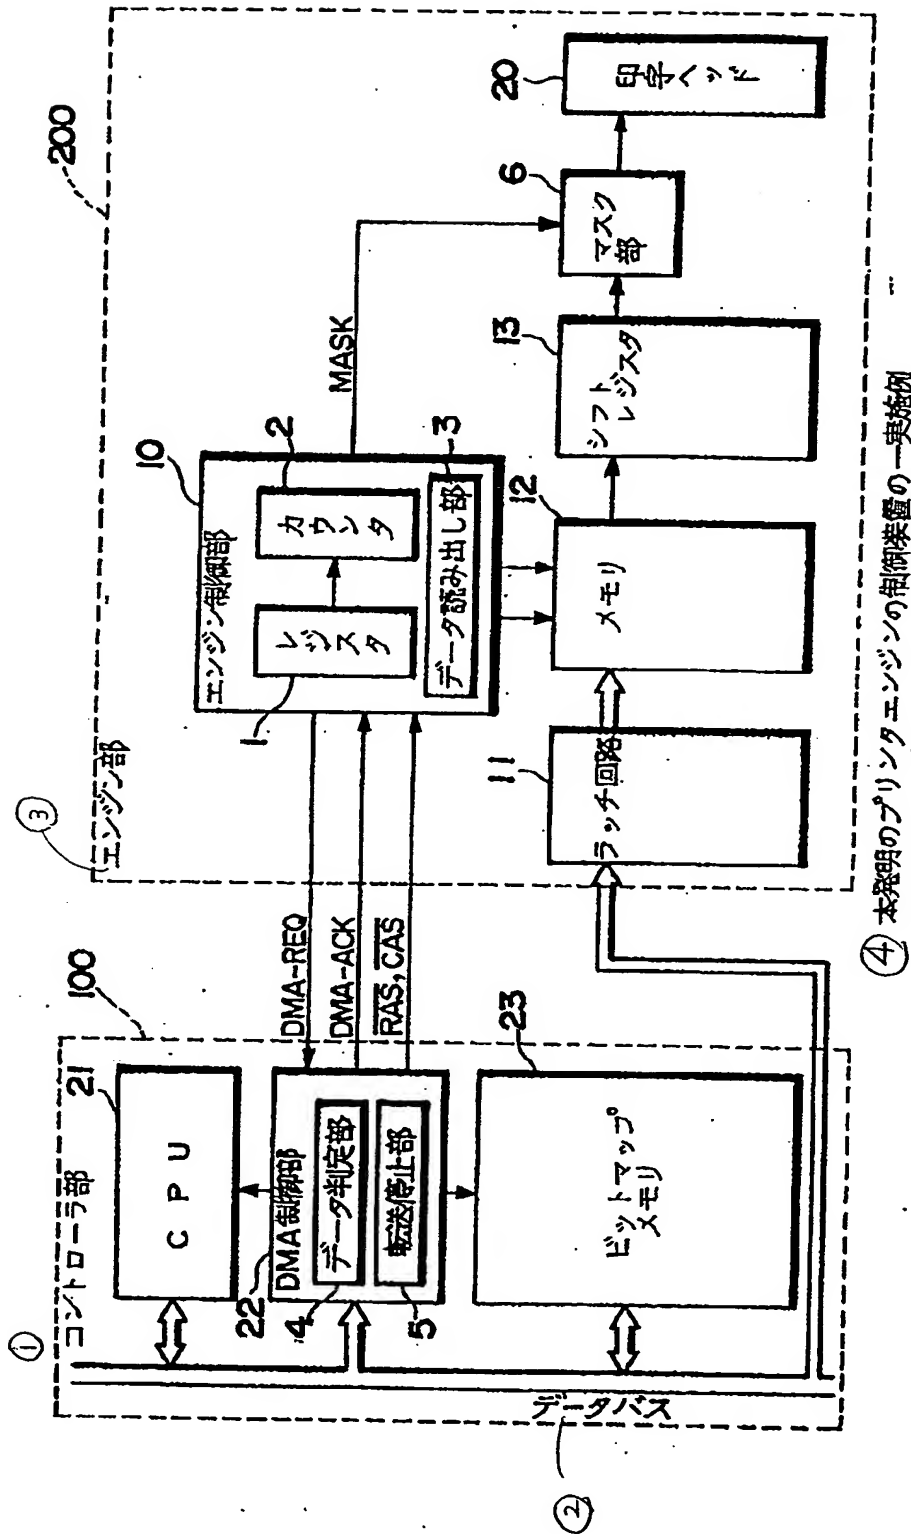 ① コントローラ部
100
21
CPU
22
DMA制御部
4
データ判定部
5
転送停止部
23
ビットマップ
メモリ
データバス
②
DMA-REQ
DMA-ACK
RAS, CAS
③
エンジン部
200
10
エンジン制御部
1
レジスタ
2
カウンタ
3
データ読み出し部
MASK
11
ラッチ回路
12
メモリ
13
シフト
レジスタ
6
マスク
部
20
印字ヘッド
④ 本発明のプリンタエンジンの制御装置の一実施例